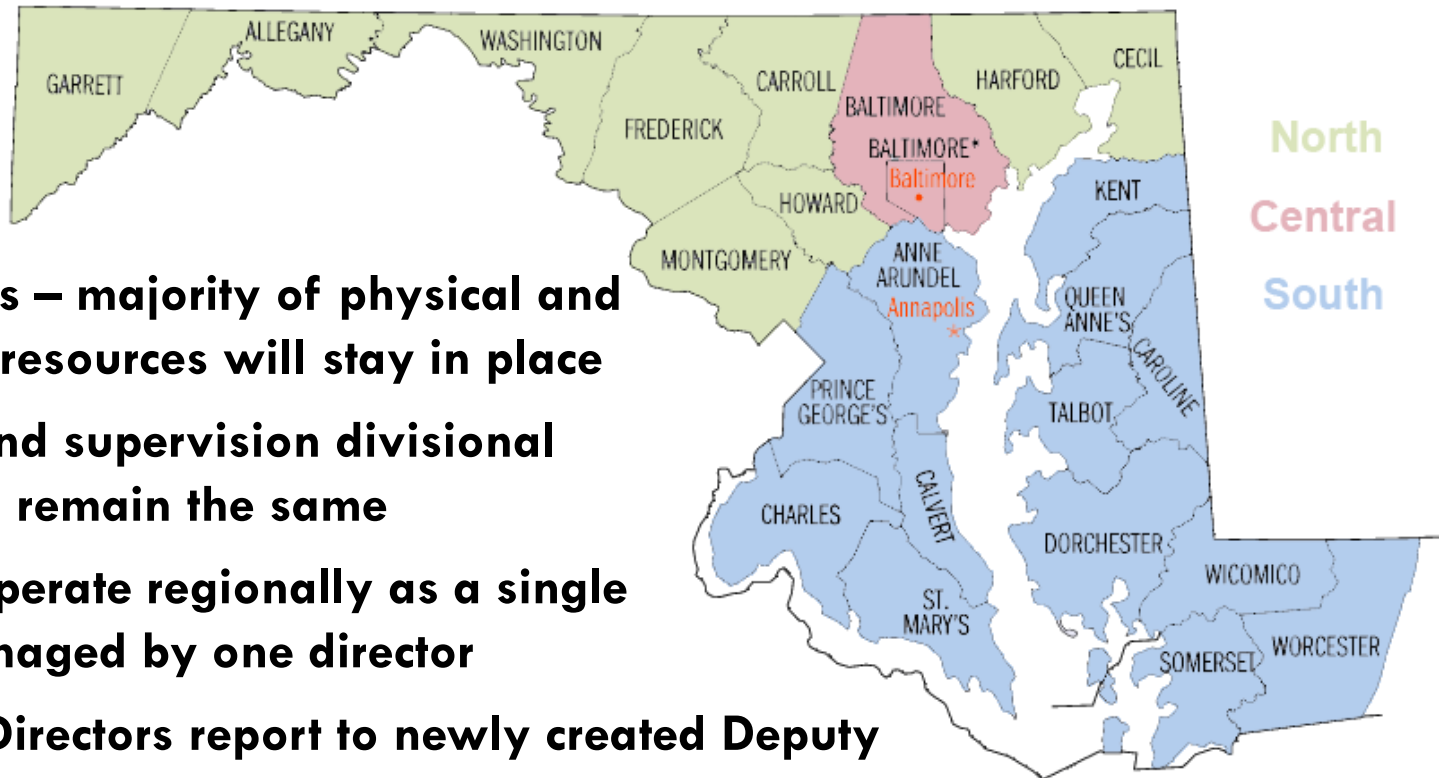 GARRETT
ALLEGANY
WASHINGTON
FREDERICK
CARROLL
BALTIMORE
BALTIMORE*
Baltimore
HARFORD
CECIL
HOWARD
MONTGOMERY
ANNE
ARUNDEL
Annapolis
*
KENT
QUEEN
ANNE'S
CAROLINE
TALBOT
PRINCE
GEORGE'S
CALVERT
CHARLES
ST.
MARY'S
DORCHESTER
WICOMICO
SOMERSET
WORCESTER
North
Central
South
s – majority of physical and
resources will stay in place
nd supervision divisional
remain the same
perate regionally as a single
naged by one director
Directors report to newly created Deputy